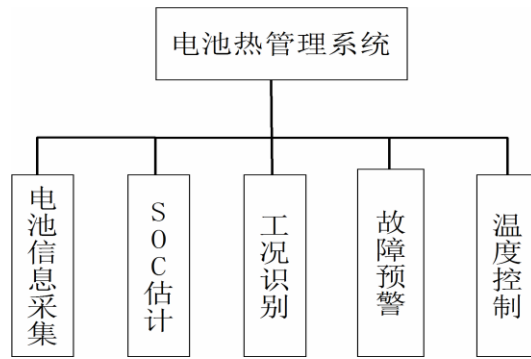 电池热管理系统
电池信息采集
SOC估计
工况识别
故障预警
温度控制